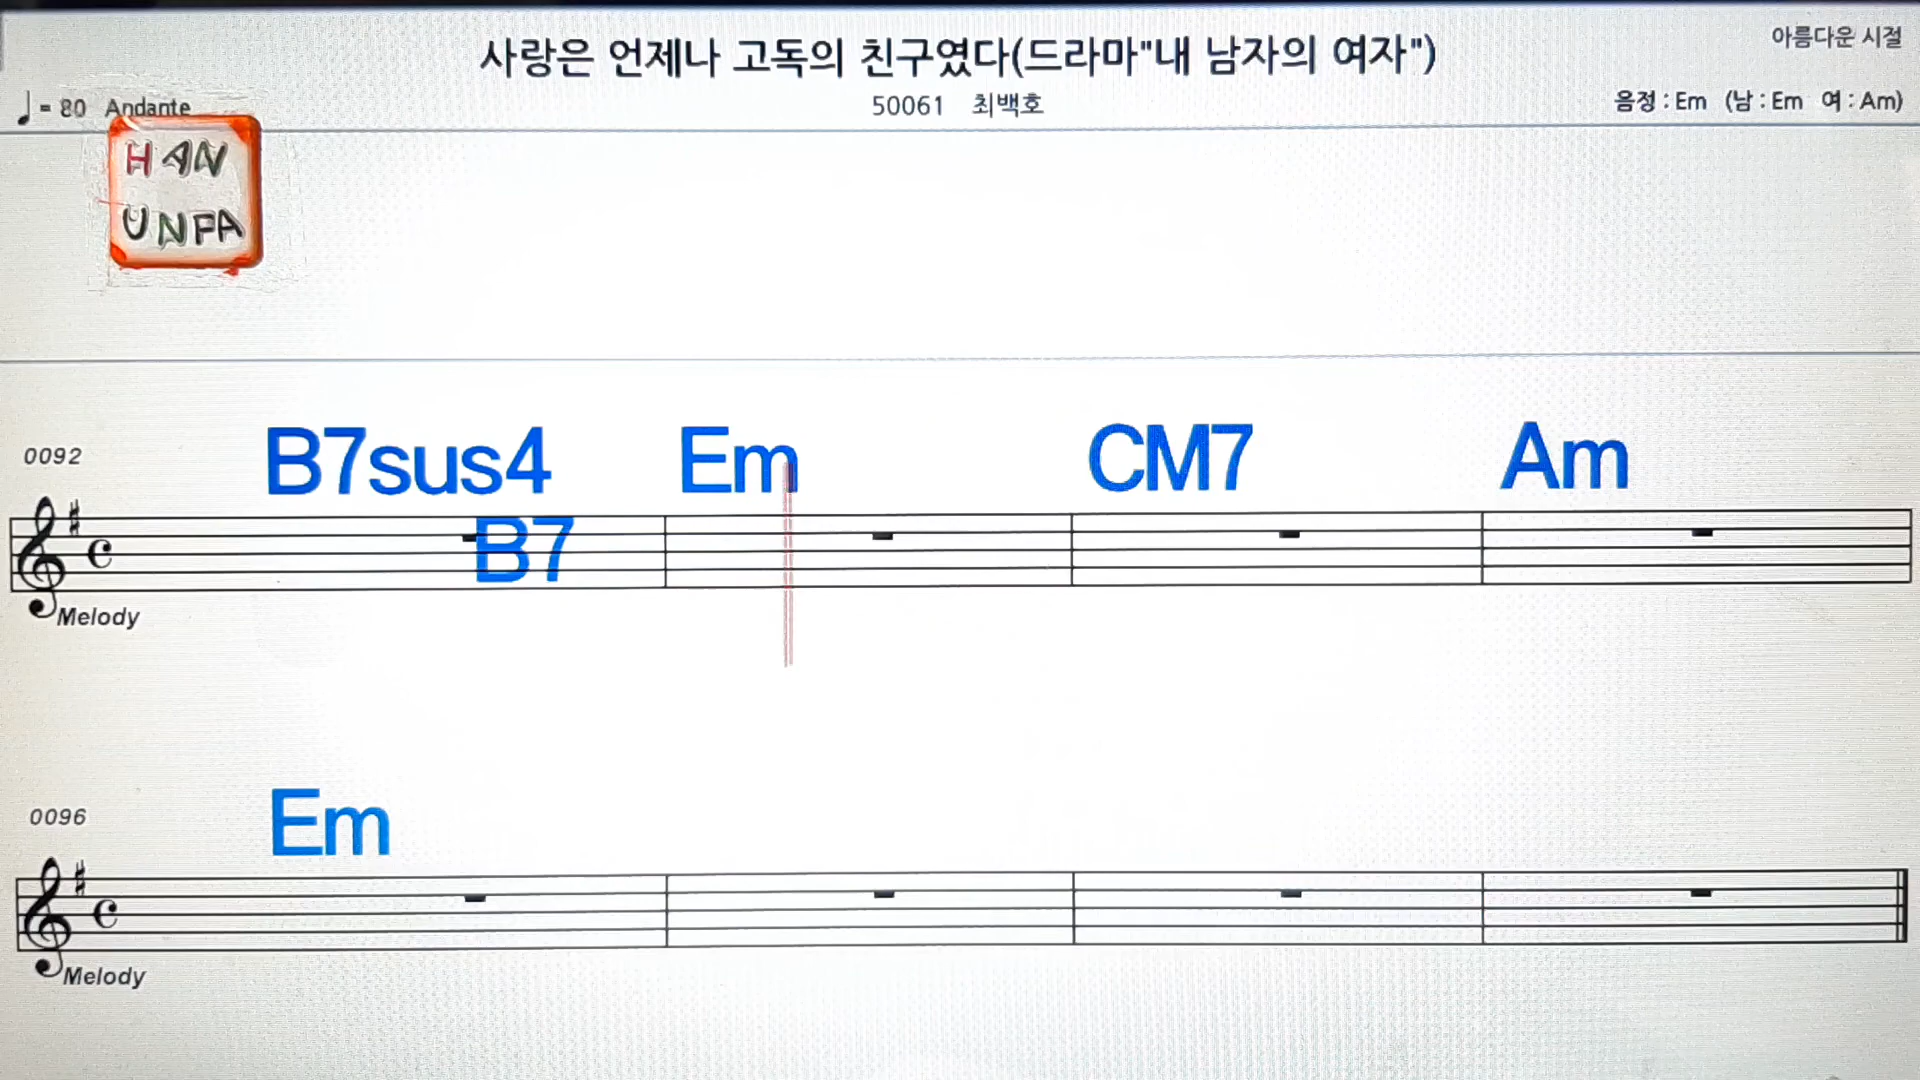 사랑은 언제나 고독의 친구였다(드라마"내 남자의 여자")
아름다운 시절
♩= 80 Andante
50061 최백호
음정 : Em (남 : Em 여 : Am)
HAN
UNPA
0092
B7sus4 Em CM7 Am
B7
Melody
0096
Em
Melody